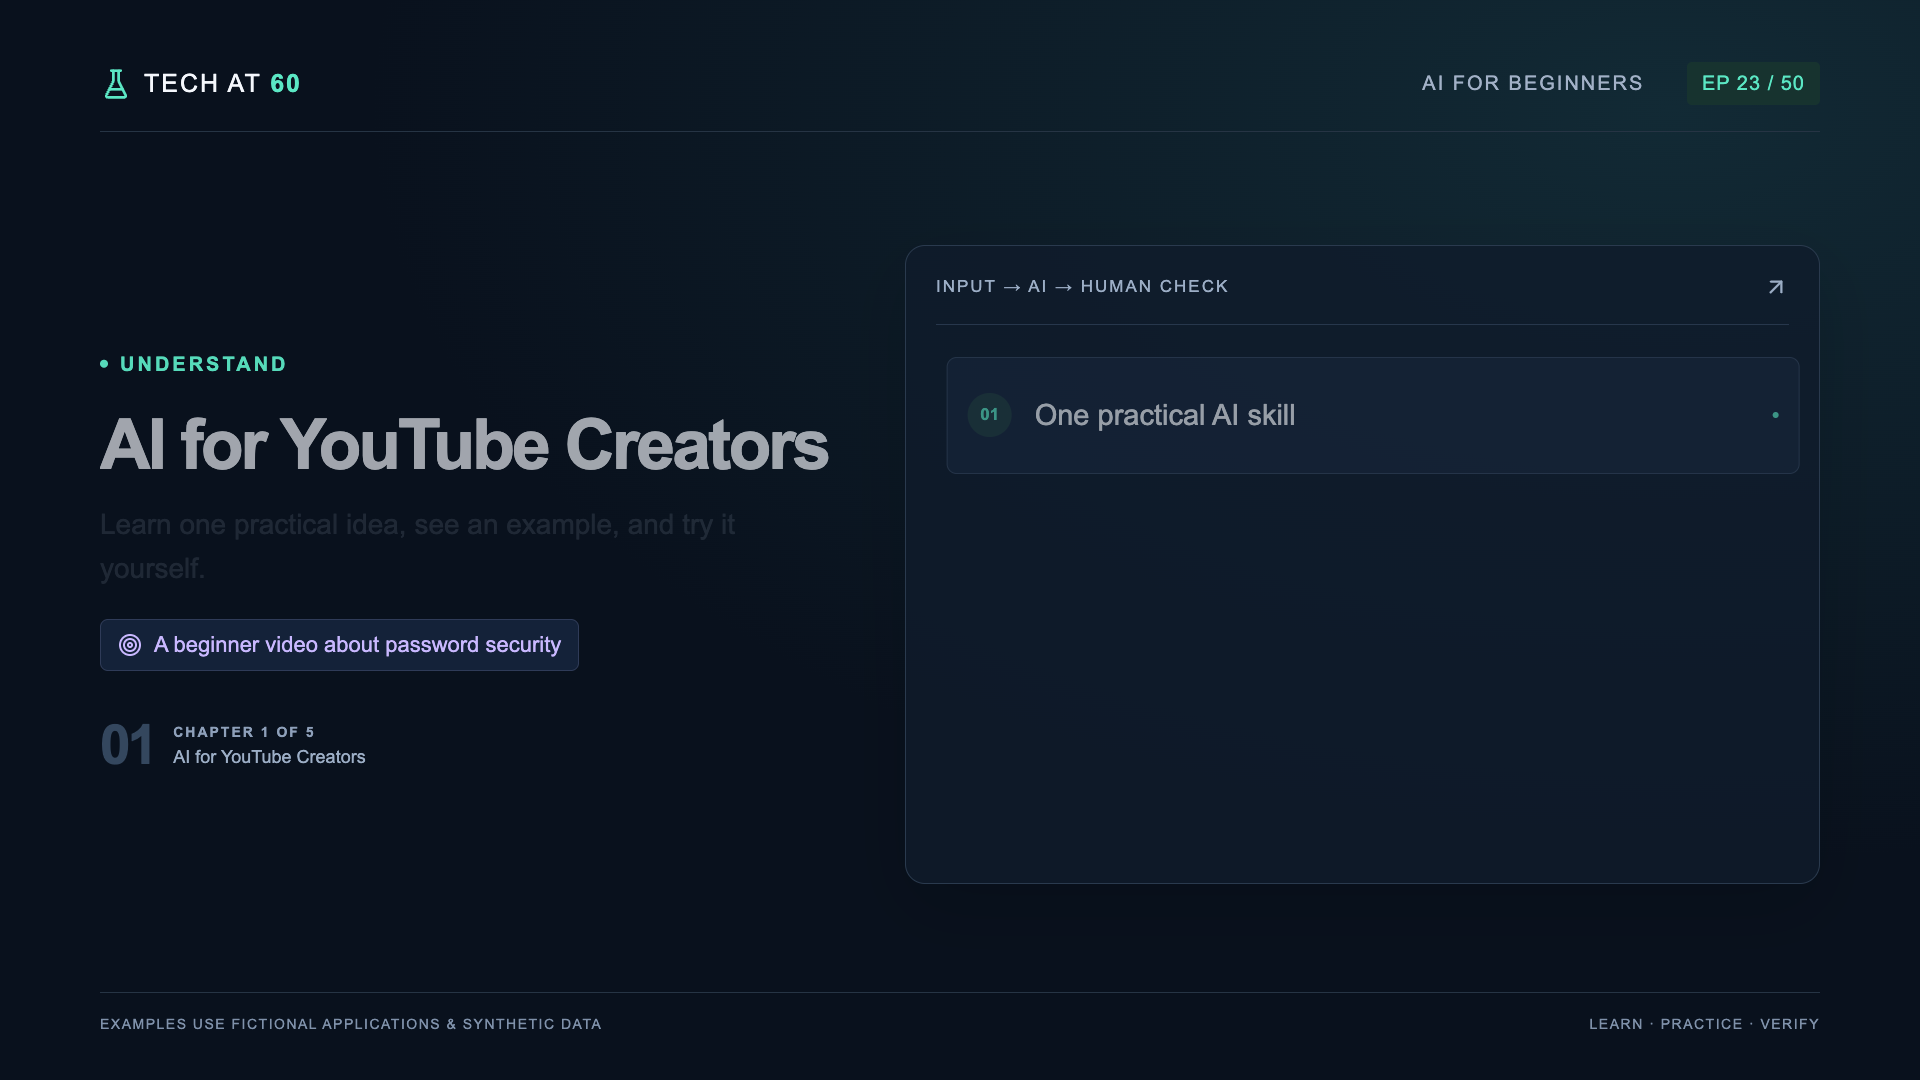 TECH AT 60
AI FOR BEGINNERS
EP 23 / 50
• UNDERSTAND
AI for YouTube Creators
Learn one practical idea, see an example, and try it
yourself.
A beginner video about password security
01
CHAPTER 1 OF 5
AI for YouTube Creators
INPUT → AI → HUMAN CHECK
01
One practical AI skill
EXAMPLES USE FICTIONAL APPLICATIONS & SYNTHETIC DATA
LEARN · PRACTICE · VERIFY